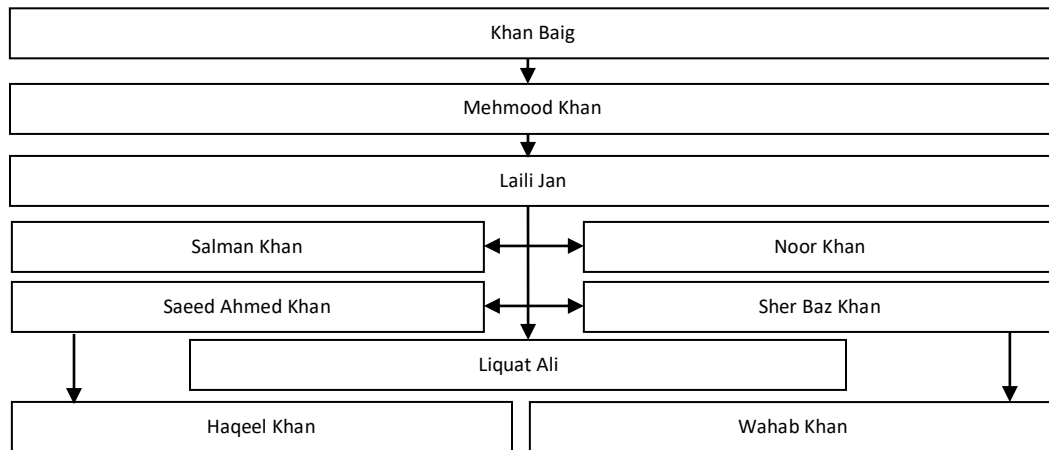 Khan Baig
Mehmood Khan
Laili Jan
Salman Khan
Noor Khan
Saeed Ahmed Khan
Sher Baz Khan
Liquat Ali
Haqeel Khan
Wahab Khan